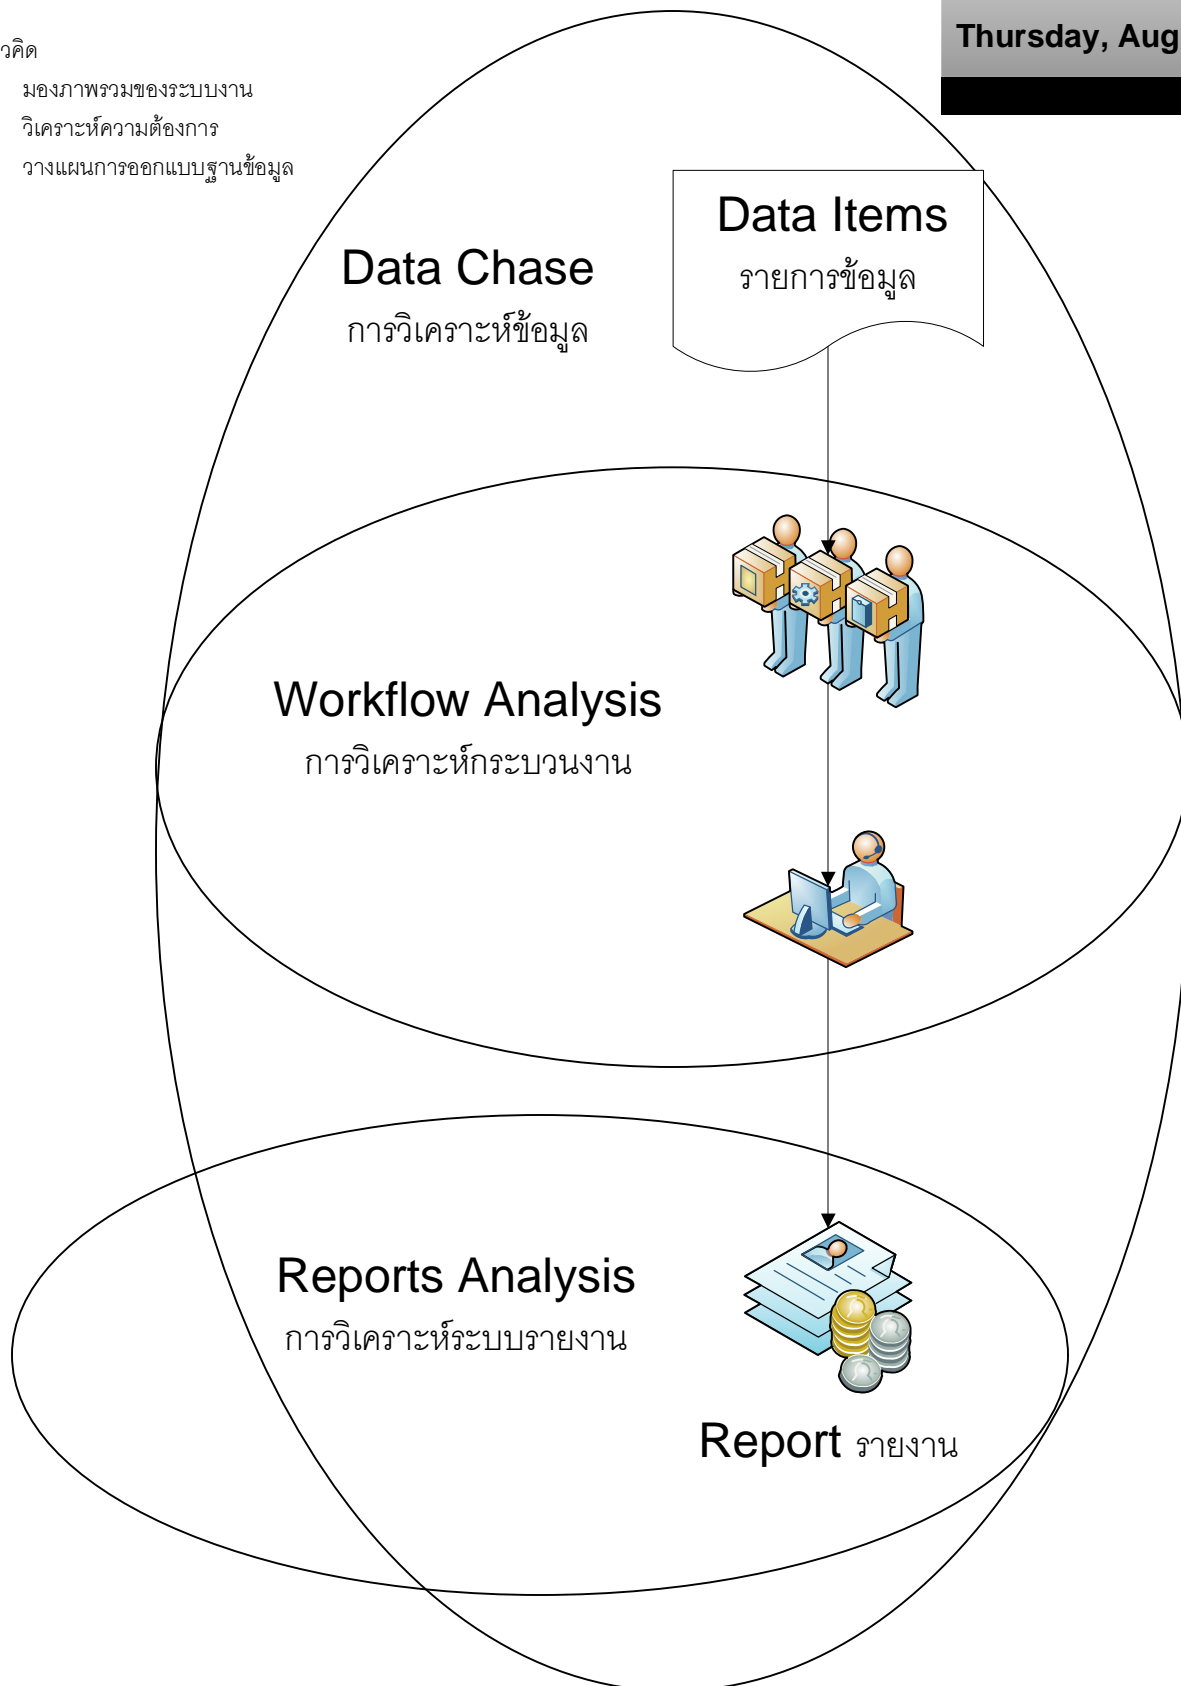 วคิด
มองภาพรวมของระบบงาน
วิเคราะห์ความต้องการ
วางแผนการออกแบบฐานข้อมูล
Thursday, Aug
Data Items
รายการข้อมูล
Data Chase
การวิเคราะห์ข้อมูล
Workflow Analysis
การวิเคราะห์กระบวนงาน
Reports Analysis
การวิเคราะห์ระบบรายงาน
Report รายงาน